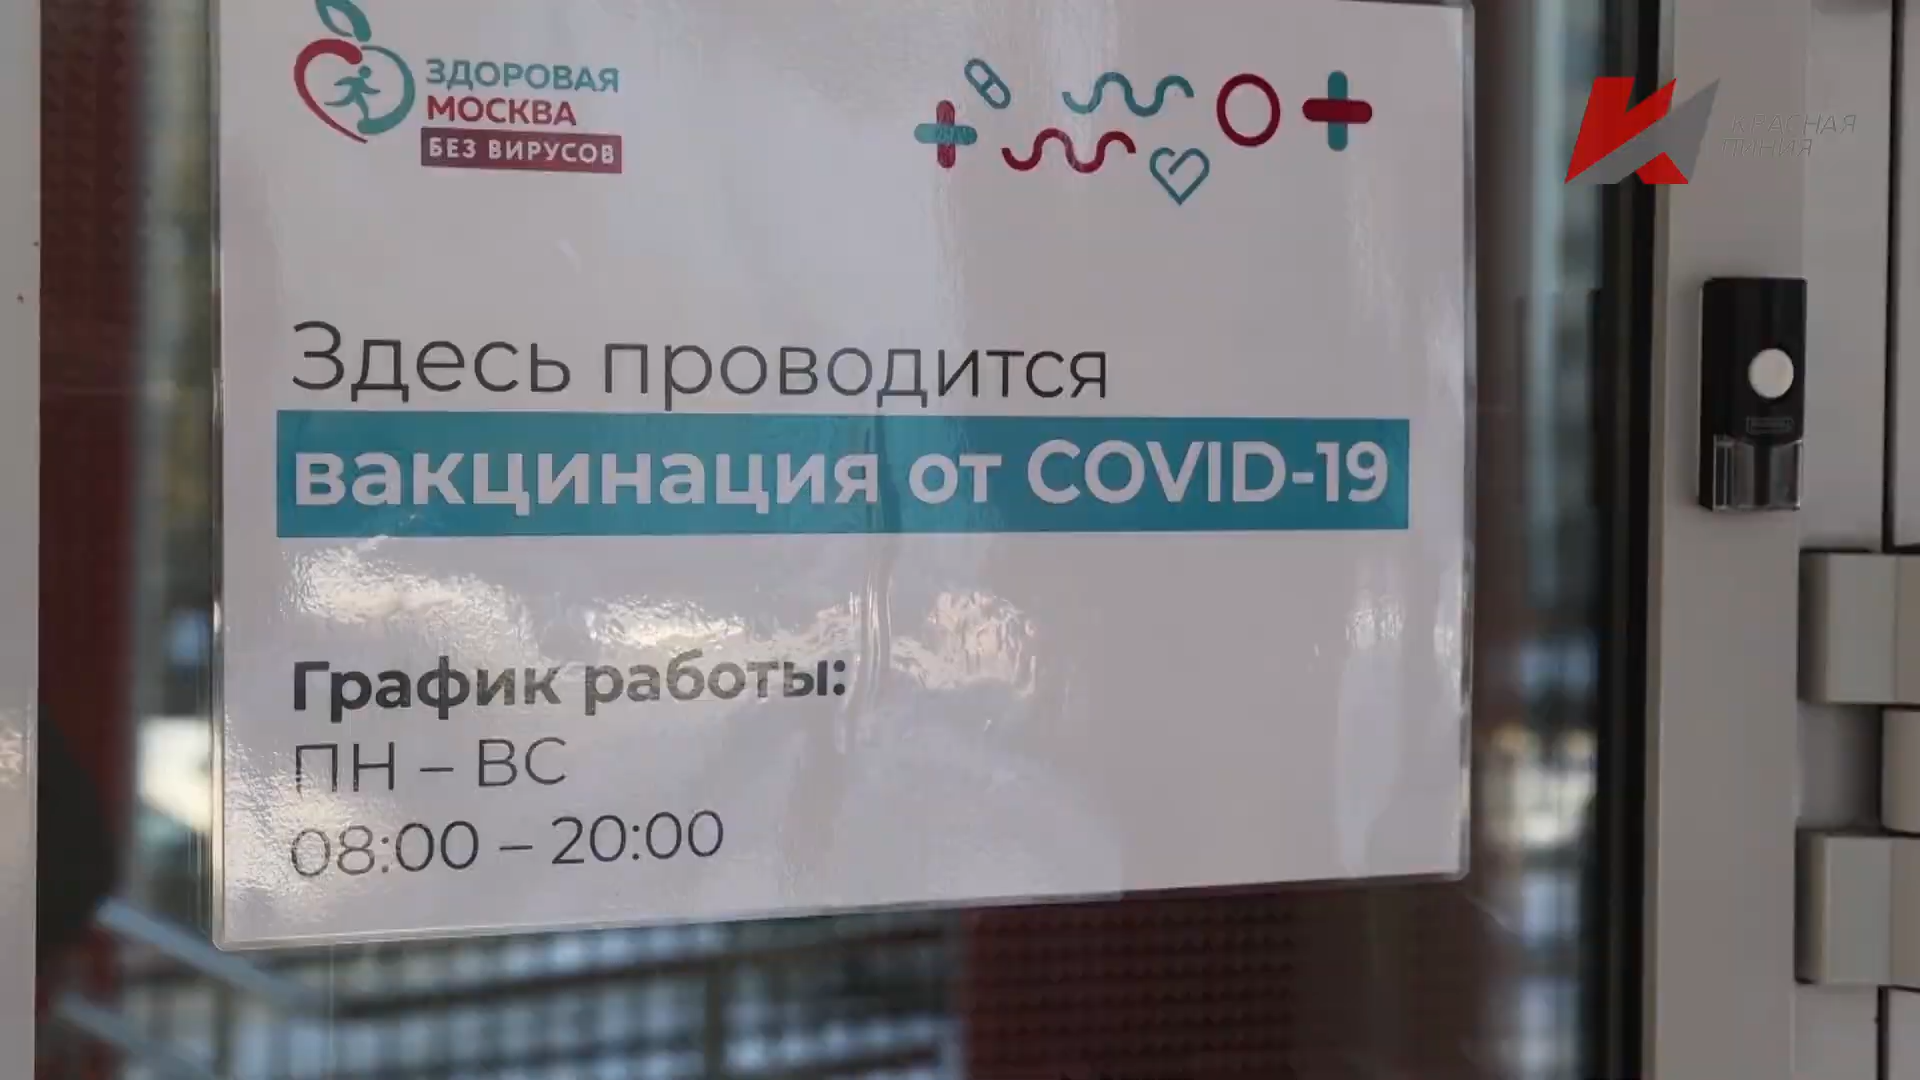 ЗДОРОВАЯ
МОСКВА
БЕЗ ВИРУСОВ
КРАСНАЯ
ЛИНИЯ
Здесь проводится
вакцинация от COVID-19
График работы:
ПН – ВС
08:00 – 20:00